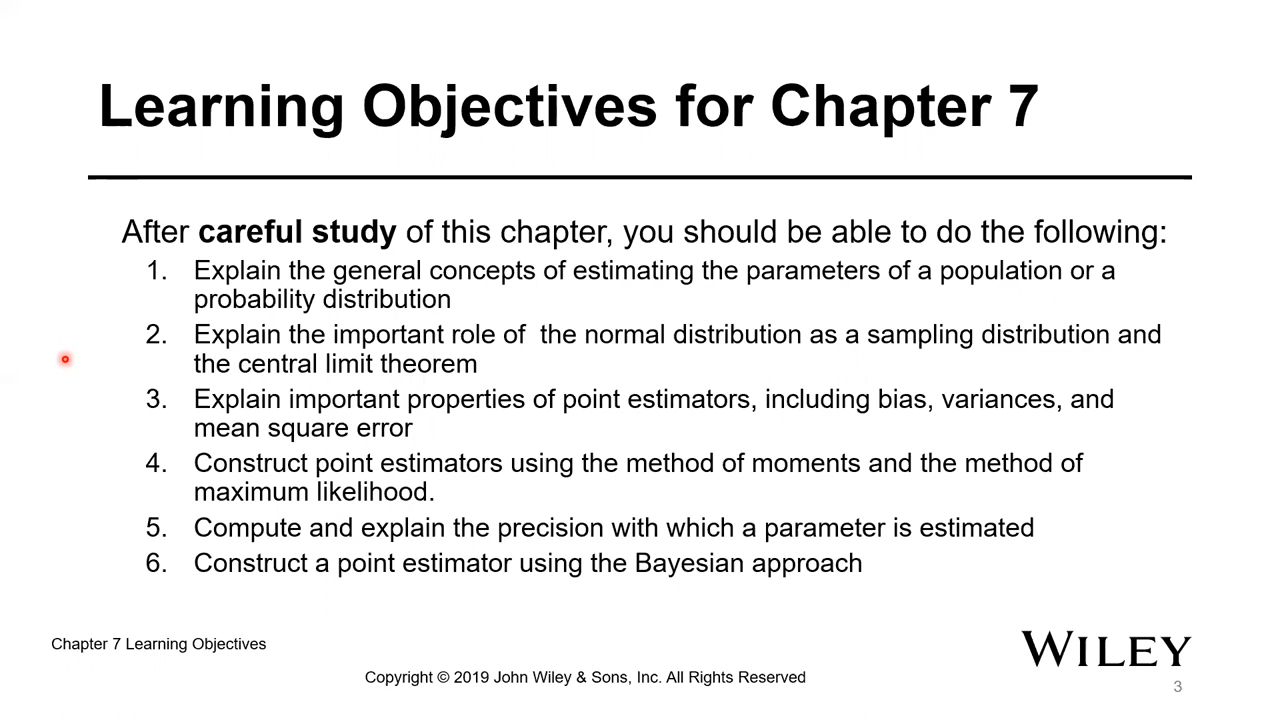 Learning Objectives for Chapter 7
After careful study of this chapter, you should be able to do the following:
1. Explain the general concepts of estimating the parameters of a population or a
probability distribution
2. Explain the important role of  the normal distribution as a sampling distribution and
the central limit theorem
3. Explain important properties of point estimators, including bias, variances, and
mean square error
4. Construct point estimators using the method of moments and the method of
maximum likelihood.
5. Compute and explain the precision with which a parameter is estimated
6. Construct a point estimator using the Bayesian approach
Chapter 7 Learning Objectives
WILEY
Copyright © 2019 John Wiley & Sons, Inc. All Rights Reserved
3